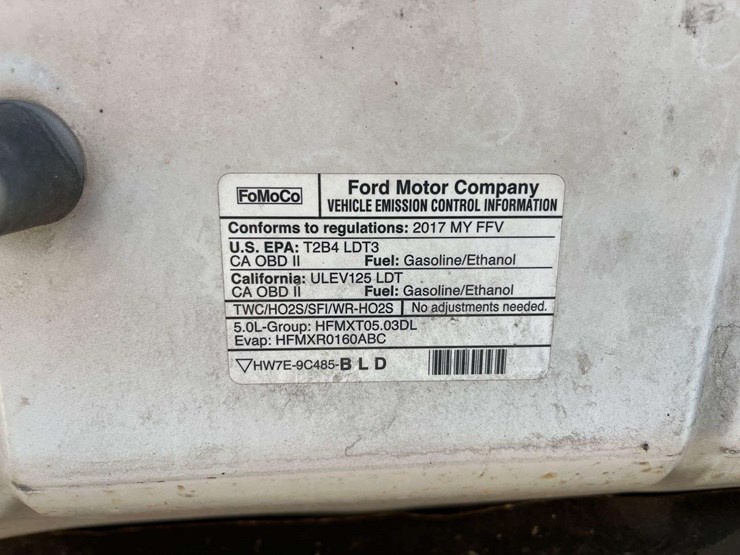 FoMoCo
Ford Motor Company
VEHICLE EMISSION CONTROL INFORMATION
Conforms to regulations: 2017 MY FFV
U.S. EPA: T2B4 LDT3
CA OBD II Fuel: Gasoline/Ethanol
California: ULEV125 LDT
CA OBD II Fuel: Gasoline/Ethanol
TWC/HO2S/SFI/WR-HO2S No adjustments needed.
5.0L-Group: HFMXT05.03DL
Evap: HFMXR0160ABC
▽HW7E-9C485-B L D